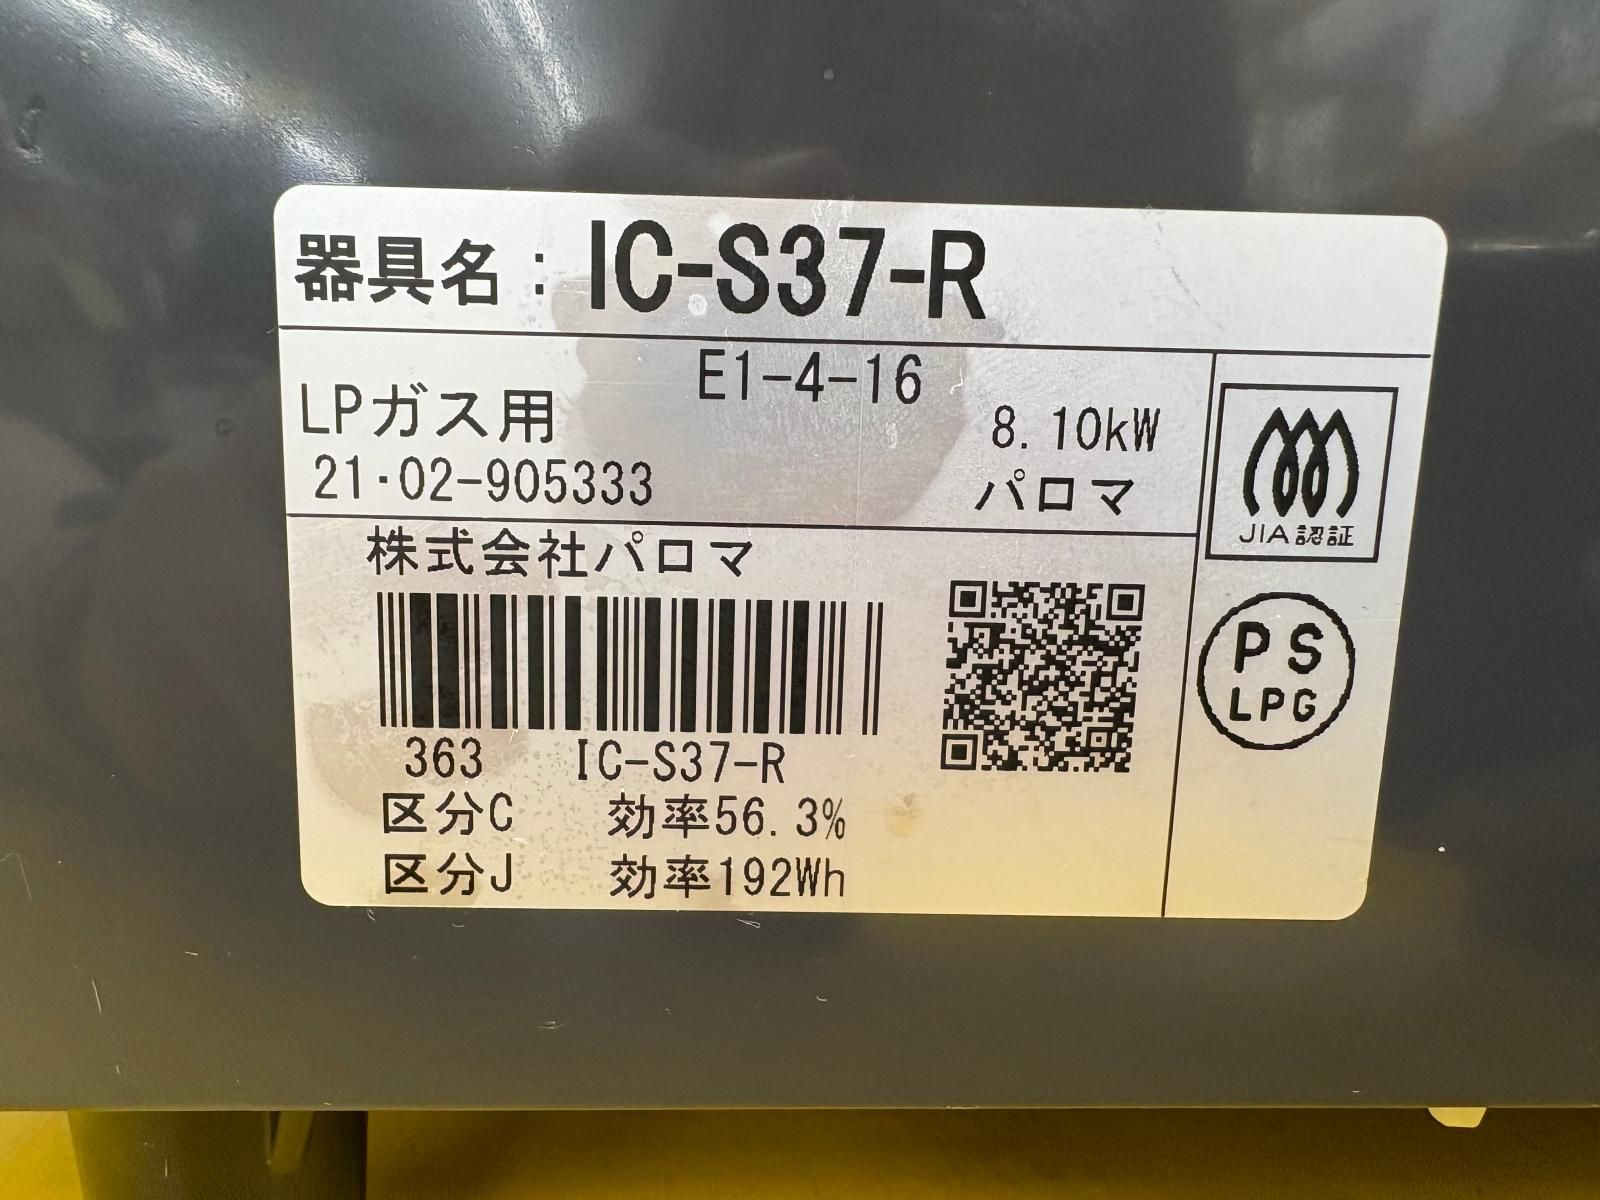 器具名：IC-S37-R
E1-4-16
LPガス用
8.10kW
21・02-905333
パロマ
株式会社パロマ
363 IC-S37-R
区分C 効率56.3%
区分J 効率192Wh
JIA認証
PS
LPG